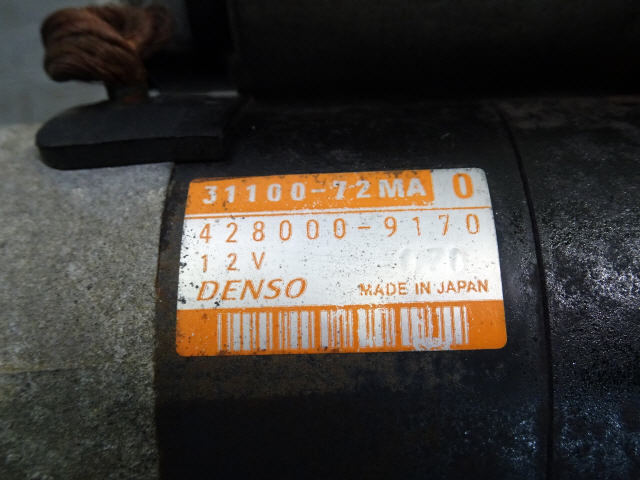 31100-72MA 0
428000-9170
12V
DENSO MADE IN JAPAN